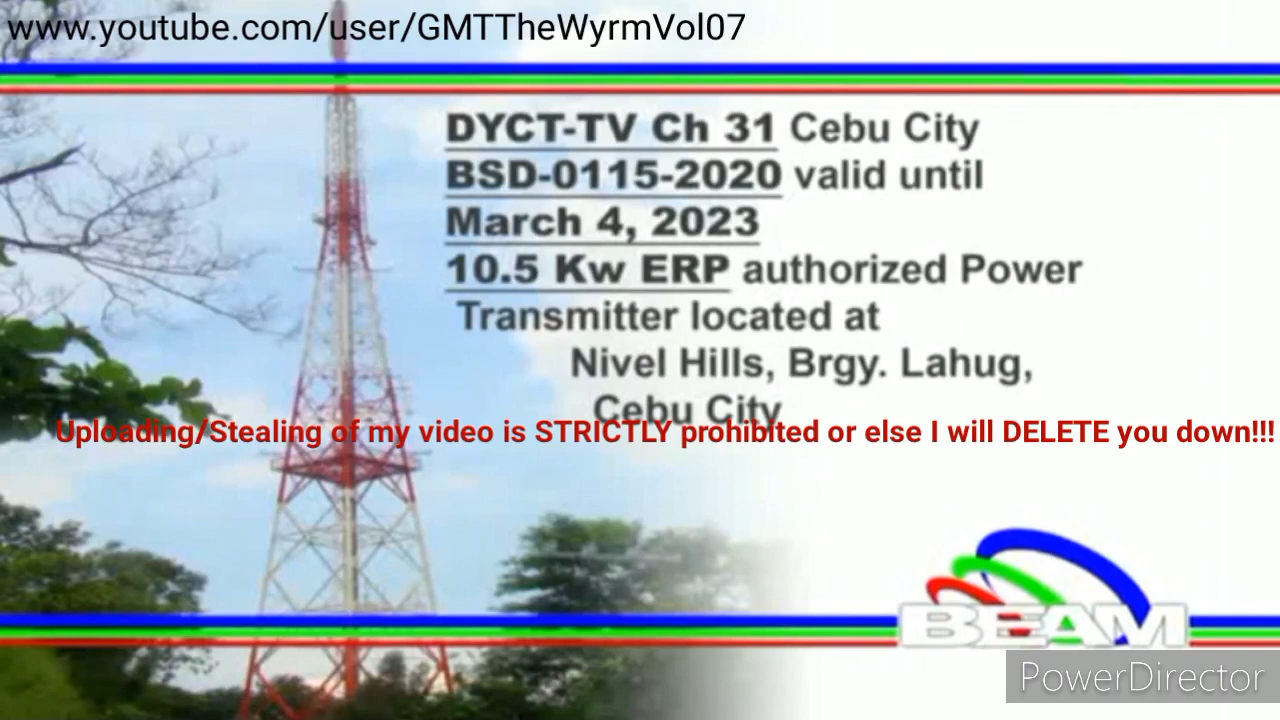 www.youtube.com/user/GMTTheWyrmVol07
DYCT-TV Ch 31 Cebu City
BSD-0115-2020 valid until
March 4, 2023
10.5 Kw ERP authorized Power
Transmitter located at
Nivel Hills, Brgy. Lahug,
Cebu City
Uploading/Stealing of my video is STRICTLY prohibited or else I will DELETE you down!!!
BEAM
PowerDirector